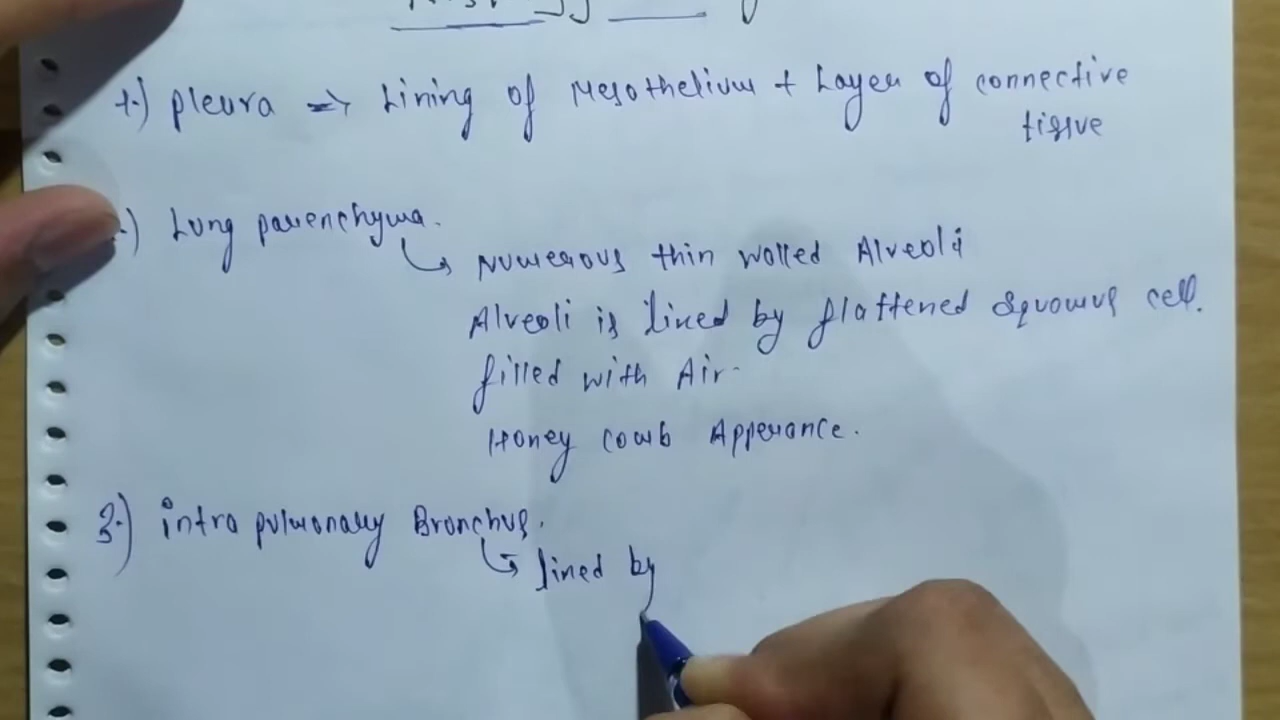 1.) pleura => Lining of Mesothelium + Layer of connective
tissue
.) Lung parenchyma.
↳ Numerous thin walled Alveoli
Alveoli is lined by flattened squamus cell.
filled with Air.
Honey comb Apperance.
3.) intra pulmonary Bronchus.
↳ lined by